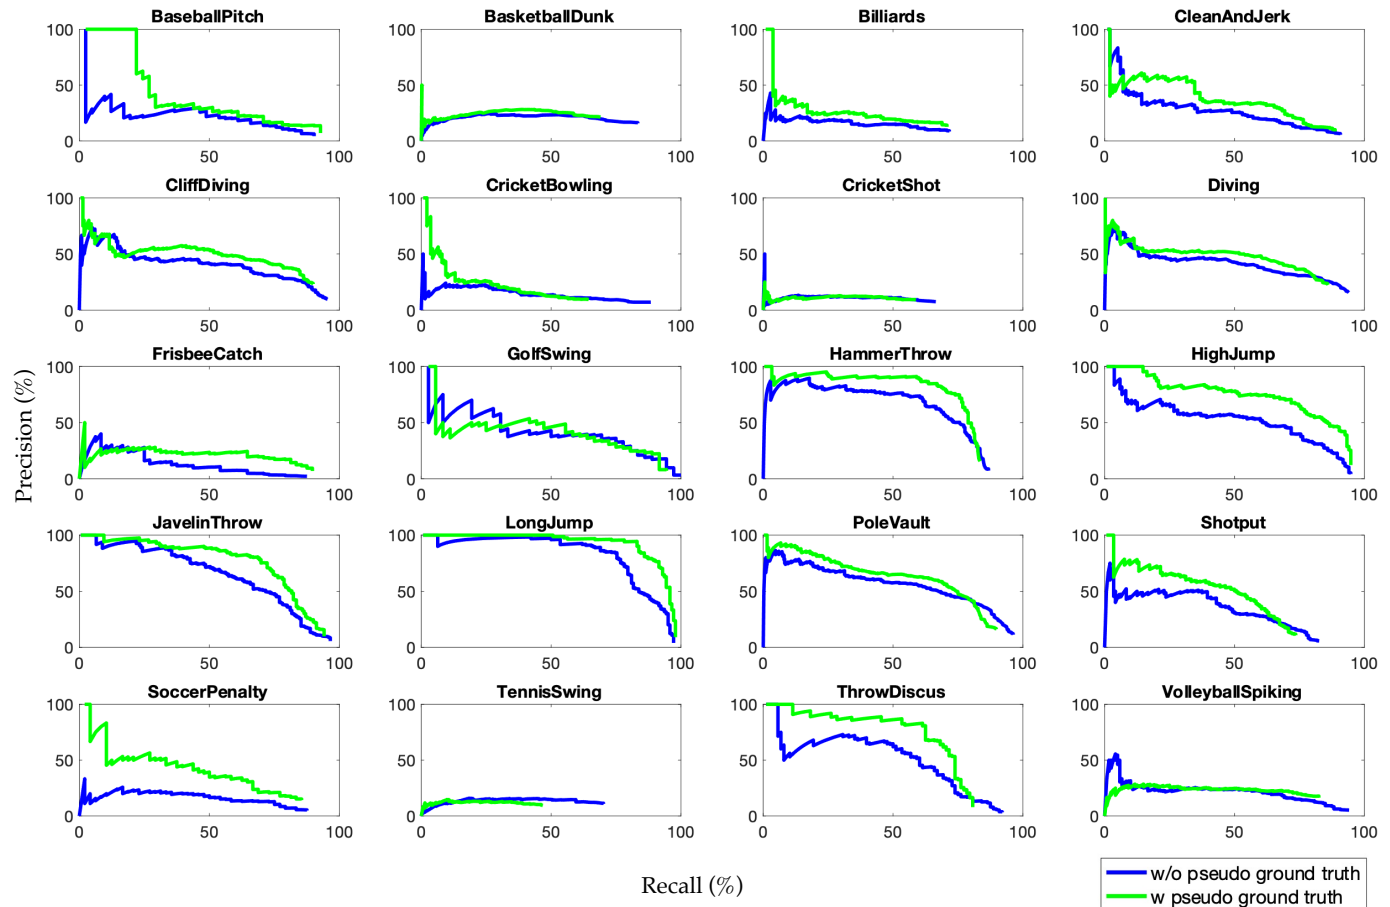 BaseballPitch BasketballDunk Billiards CleanAndJerk
100 100 100 100
50 50 50 50
0 0 0 0
0 50 100 0 50 100 0 50 100 0 50 100
CliffDiving CricketBowling CricketShot Diving
100 100 100 100
50 50 50 50
0 0 0 0
0 50 100 0 50 100 0 50 100 0 50 100
FrisbeeCatch GolfSwing HammerThrow HighJump
100 100 100 100
50 50 50 50
0 0 0 0
0 50 100 0 50 100 0 50 100 0 50 100
Precision (%)
JavelinThrow LongJump PoleVault Shotput
100 100 100 100
50 50 50 50
0 0 0 0
0 50 100 0 50 100 0 50 100 0 50 100
SoccerPenalty TennisSwing ThrowDiscus VolleyballSpiking
100 100 100 100
50 50 50 50
0 0 0 0
0 50 100 0 50 100 0 50 100 0 50 100
Recall (%)
w/o pseudo ground truth
w pseudo ground truth